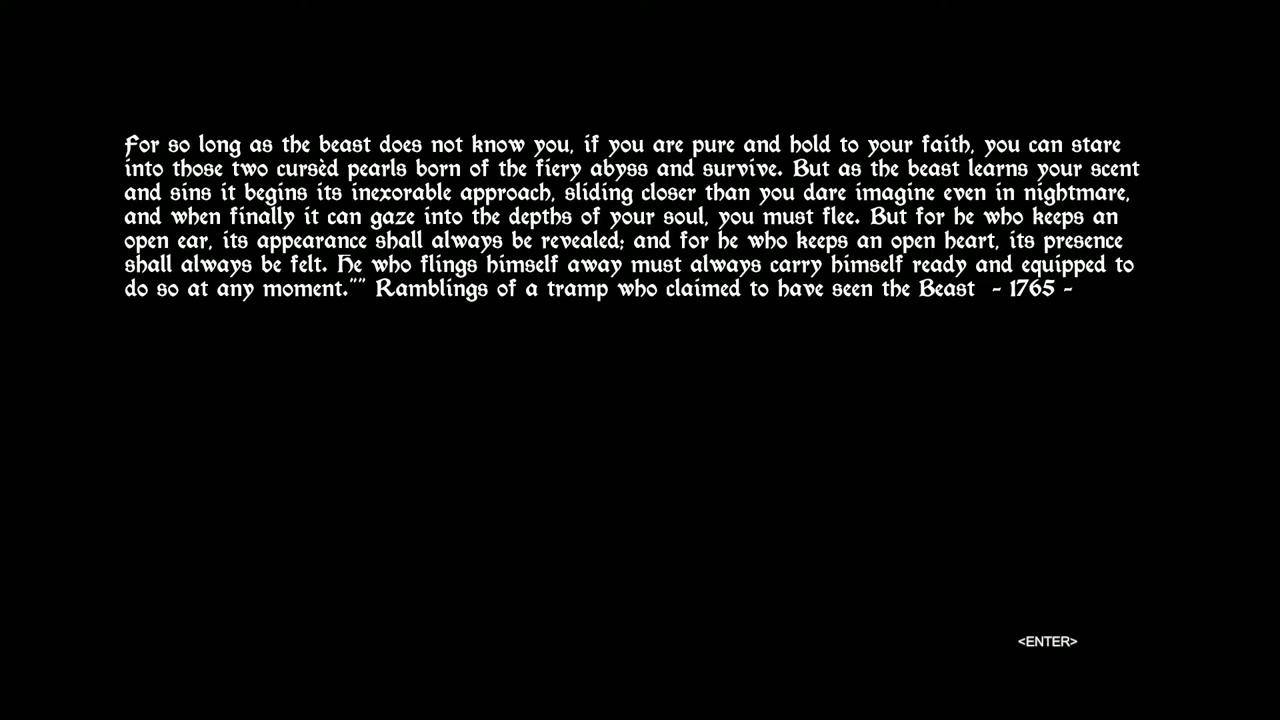 For so long as the beast does not know you, if you are pure and hold to your faith, you can stare
into those two cursèd pearls born of the fiery abyss and survive. But as the beast learns your scent
and sins it begins its inexorable approach, sliding closer than you dare imagine even in nightmare,
and when finally it can gaze into the depths of your soul, you must flee. But for he who keeps an
open ear, its appearance shall always be revealed; and for he who keeps an open heart, its presence
shall always be felt. He who flings himself away must always carry himself ready and equipped to
do so at any moment."" Ramblings of a tramp who claimed to have seen the Beast - 1765 -
<ENTER>